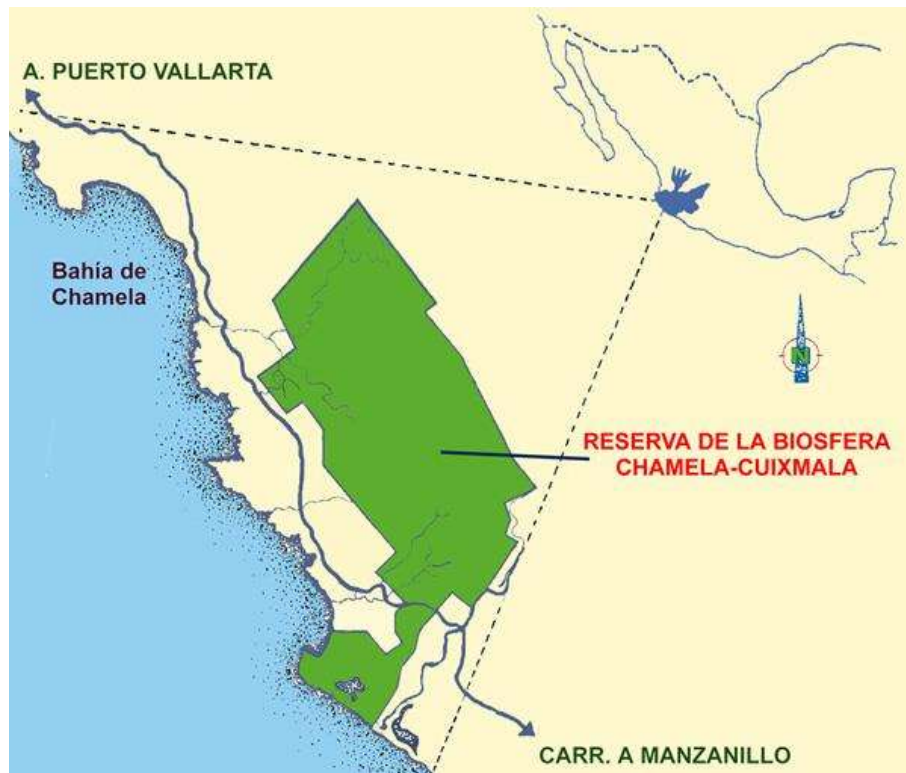 A. PUERTO VALLARTA
Bahía de
Chamela
N
RESERVA DE LA BIOSFERA
CHAMELA-CUIXMALA
CARR. A MANZANILLO